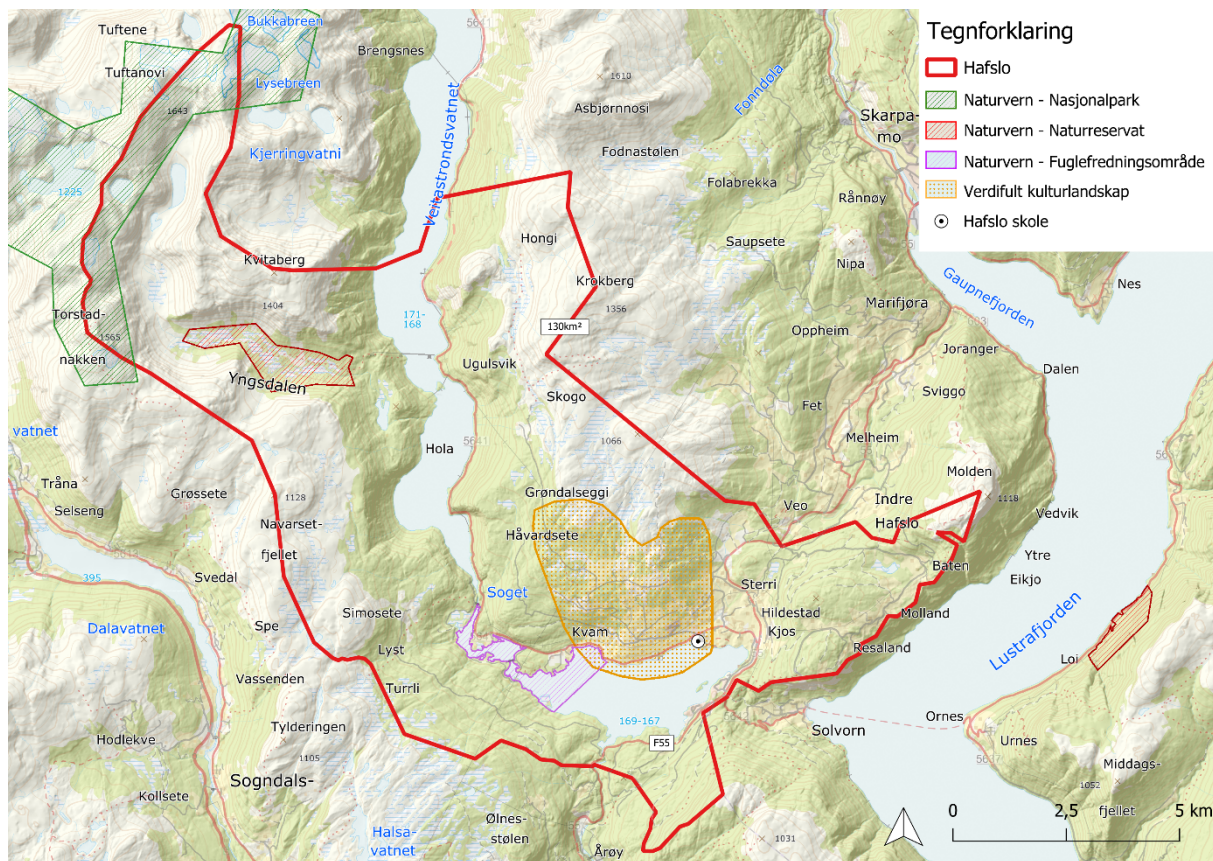 Tegnforklaring
Hafslo
Naturvern - Nasjonalpark
Naturvern - Naturreservat
Naturvern - Fuglefredningsområde
Verdifult kulturlandskap
Hafslo skole
Tuftene
Bukkabreen
Brengsnes
Tuftanovi
Lysebreen
1610
1643
Asbjørnnosi
Fonndøla
Skarpa-
mo
Kjerringvatni
Fodnastølen
Veitastrondsvatnet
Folabrekka
Rånnøy
1225
Hongi
Saupsete
Kvitaberg
Nipa
Krokberg
Gaupnefjorden
Nes
1404
1356
Marifjøra
Torstad-
nakken
171-
168
130km²
Oppheim
1565
Joranger
Ugulsvik
Dalen
Yngsdalen
Sviggo
Skogo
Fet
vatnet
Hola
1066
Melheim
Molden
Tråna
Selseng
Grøssete
1128
Grøndalseggi
Veo
Indre
Hafslo
1118
Vedvik
Navarset-
fjellet
Håvardsete
Ytre
Eikjo
395
Svedal
Baten
Soget
Sterri
Dalavatnet
Spe
Simosete
Kvam
Hildestad
Kjos
Molland
Lustrafjorden
Lyst
Resaland
Loi
Vassenden
Turrli
Tylderingen
169-167
Solvorn
Ornes
F55
Urnes
Hodlekve
1105
Middags-
fjellet
Sogndals-
1052
Kollsete
Ølnes-
stølen
Halsa-
vatnet
1031
Årøy
0
2,5
5 km